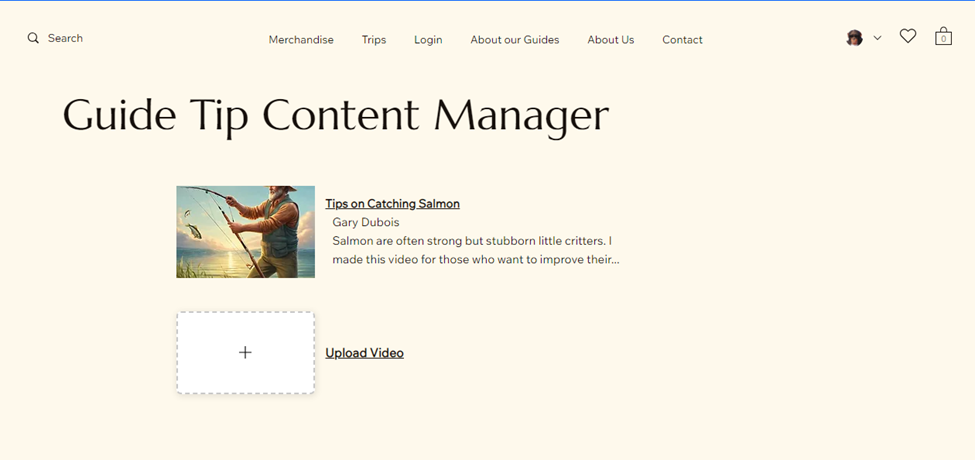 Search
Merchandise
Trips
Login
About our Guides
About Us
Contact
0
Guide Tip Content Manager
Tips on Catching Salmon
Gary Dubois
Salmon are often strong but stubborn little critters. I
made this video for those who want to improve their...
Upload Video